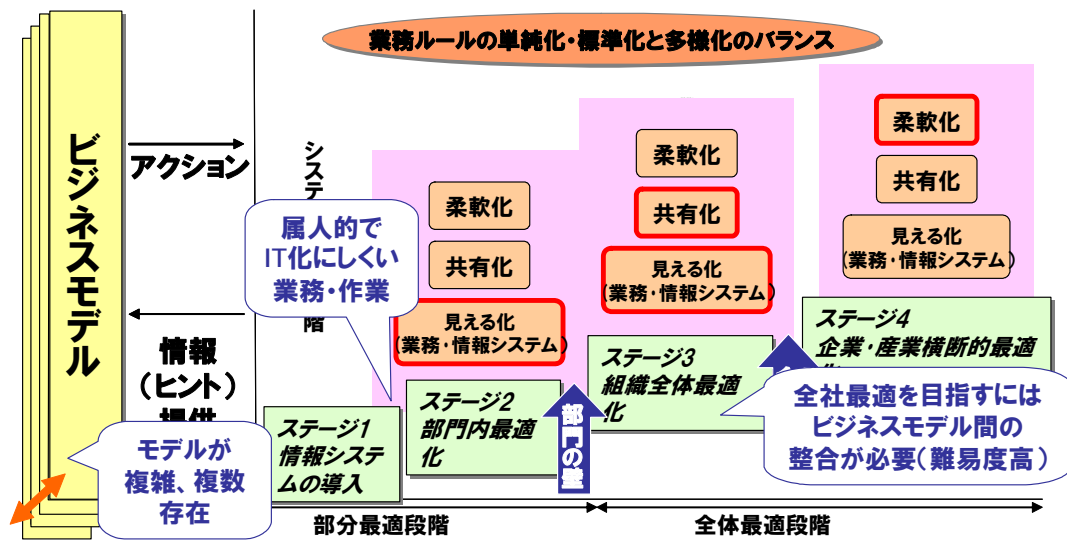 業務ルールの単純化・標準化と多様化のバランス
ビジネスモデル
アクション
情報
（ヒント）
提供
モデルが
複雑、複数
存在
システ
階
属人的で
IT化にしくい
業務・作業
柔軟化
共有化
見える化
（業務・情報システム）
柔軟化
共有化
見える化
（業務・情報システム）
柔軟化
共有化
見える化
（業務・情報システム）
ステージ1
情報システ
ムの導入
ステージ2
部門内最適
化
部門の壁
ステージ3
組織全体最適
化
ステージ4
企業・産業横断的最適
全社最適を目指すには
ビジネスモデル間の
整合が必要（難易度高）
部分最適段階
全体最適段階